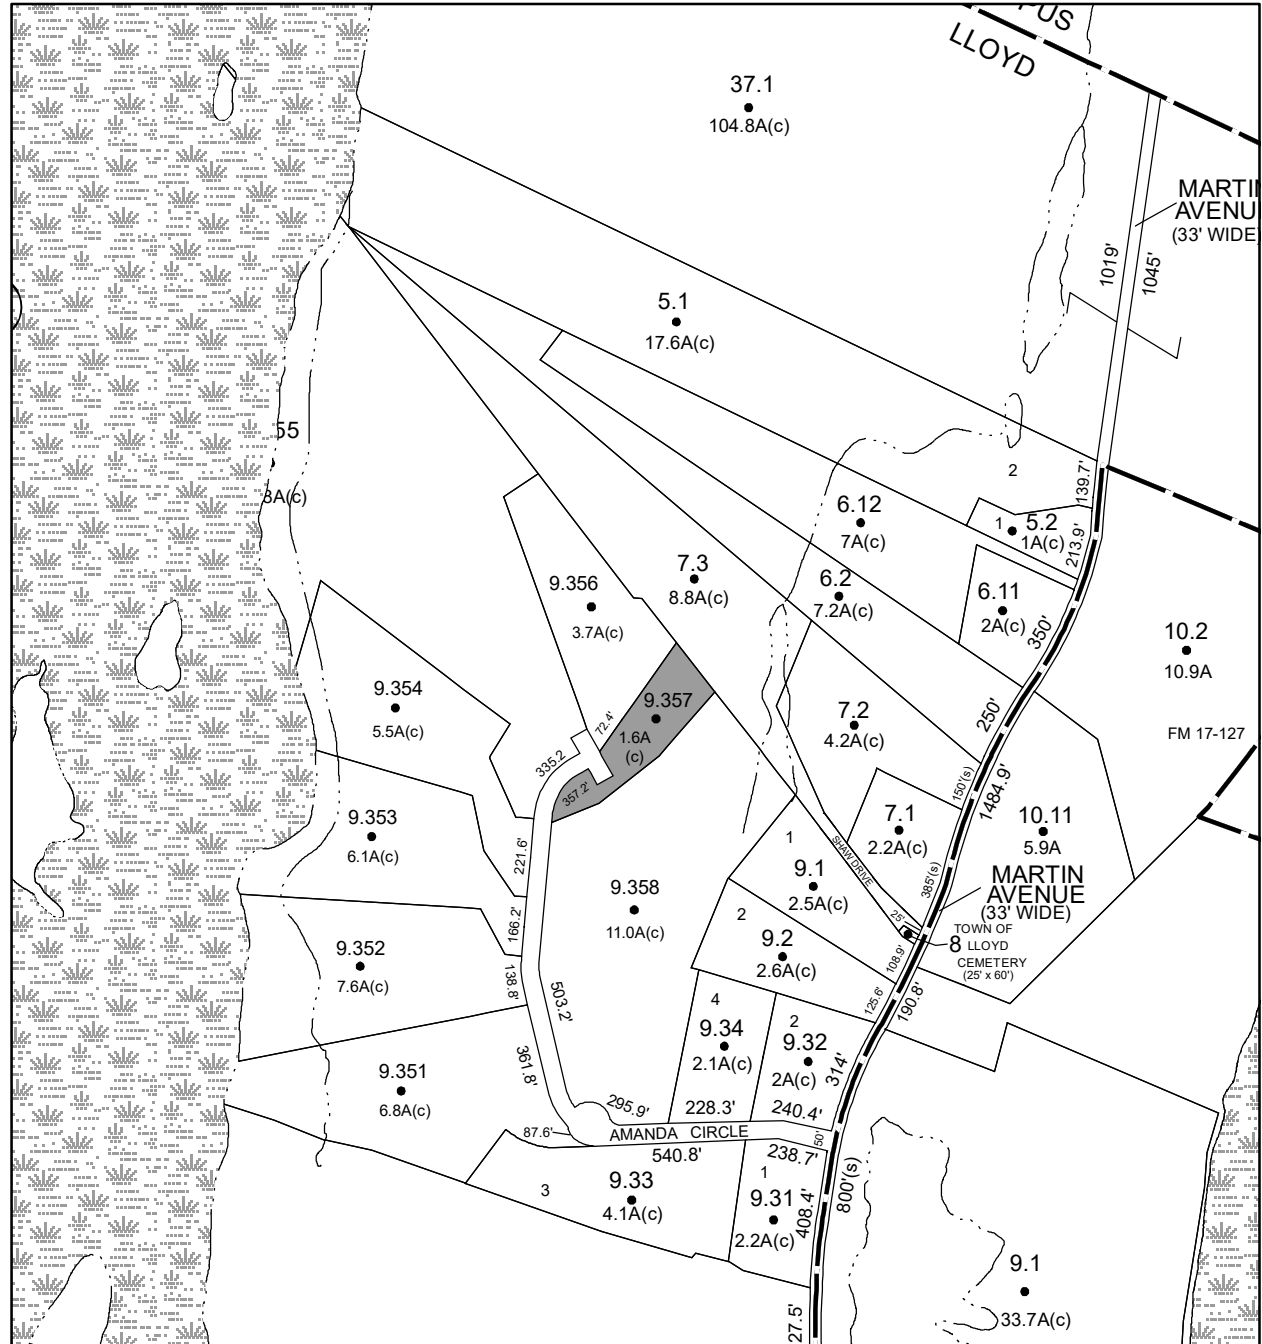 PUS
LLOYD
37.1
104.8A(c)
MARTIN
AVENU
(33' WIDE)
1019'
1045'
5.1
17.6A(c)
55
3A(c)
2
139.7'
6.12
7A(c)
1
5.2
1A(c)
213.9'
7.3
8.8A(c)
6.2
7.2A(c)
6.11
2A(c)
350'
9.356
3.7A(c)
10.2
10.9A
FM 17-127
9.354
5.5A(c)
9.357
1.6A
(c)
72.4'
335.2
357.2'
7.2
4.2A(c)
250'
150'(s)
1484.9'
9.353
6.1A(c)
221.6'
7.1
2.2A(c)
10.11
5.9A
1
9.1
2.5A(c)
SHAW DRIVE
385'(s)
MARTIN
AVENUE
(33' WIDE)
9.358
11.0A(c)
2
9.2
2.6A(c)
25'
8
TOWN OF
LLOYD
CEMETERY
(25' x 60')
108.9'
166.2'
9.352
7.6A(c)
138.8'
503.2'
125.6'
190.8'
4
9.34
2.1A(c)
2
9.32
2A(c)
314'
361.8'
9.351
6.8A(c)
295.9'
228.3'
240.4'
87.6'
AMANDA CIRCLE
50'
540.8'
238.7'
3
9.33
4.1A(c)
1
9.31
2.2A(c)
408.4'
800'(s)
9.1
33.7A(c)
27.5'